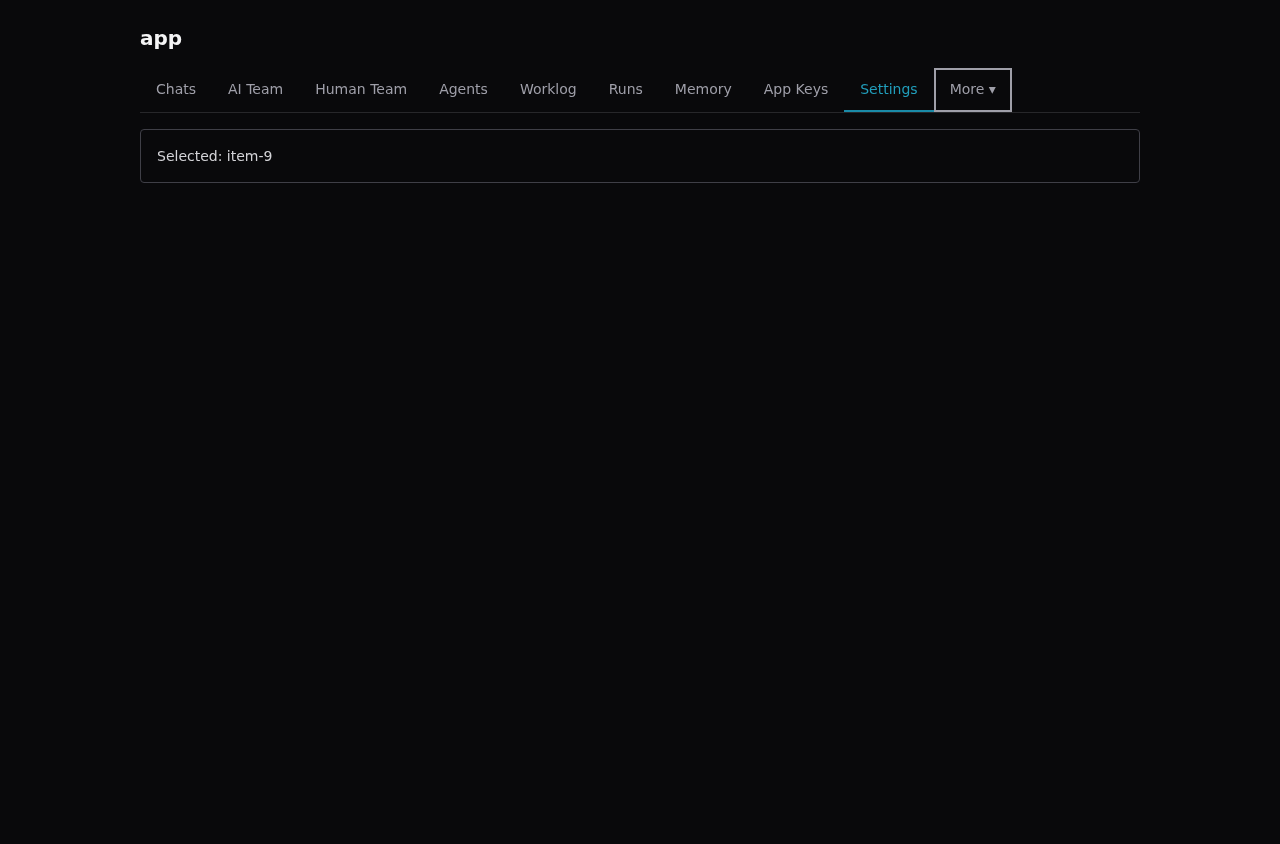 app
Chats AI Team Human Team Agents Worklog Runs Memory App Keys Settings More ▾
Selected: item-9